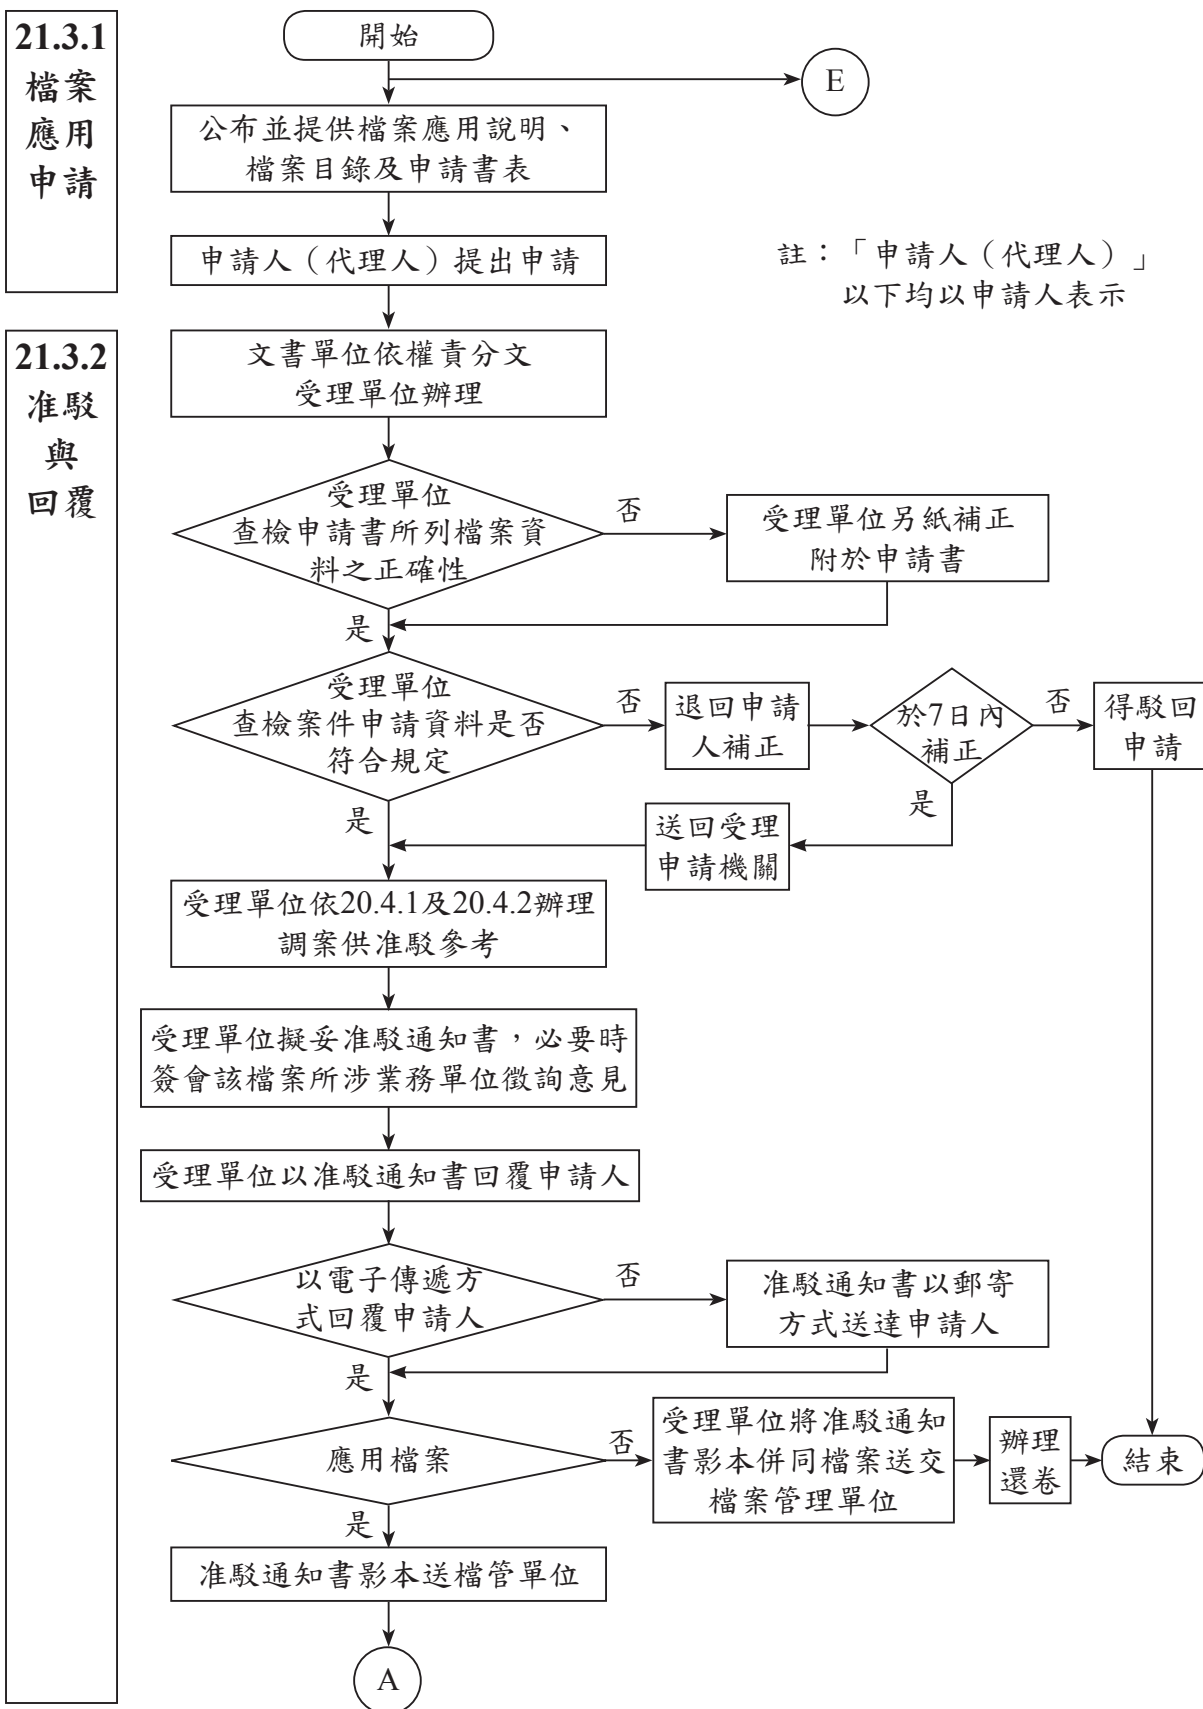 21.3.1
檔案
應用
申請
開始
E
公布並提供檔案應用說明、
檔案目錄及申請書表
申請人（代理人）提出申請
註：「申請人（代理人）」
以下均以申請人表示
21.3.2
准駁
與
回覆
文書單位依權責分文
受理單位辦理
受理單位
查檢申請書所列檔案資
料之正確性
否
受理單位另紙補正
附於申請書
是
受理單位
查檢案件申請資料是否
符合規定
否
退回申請
人補正
於7日內
補正
否
得駁回
申請
是
是
送回受理
申請機關
受理單位依20.4.1及20.4.2辦理
調案供准駁參考
受理單位擬妥准駁通知書，必要時
簽會該檔案所涉業務單位徵詢意見
受理單位以准駁通知書回覆申請人
以電子傳遞方
式回覆申請人
否
准駁通知書以郵寄
方式送達申請人
是
應用檔案
否
受理單位將准駁通知
書影本併同檔案送交
檔案管理單位
辦理
還卷
結束
是
准駁通知書影本送檔管單位
A